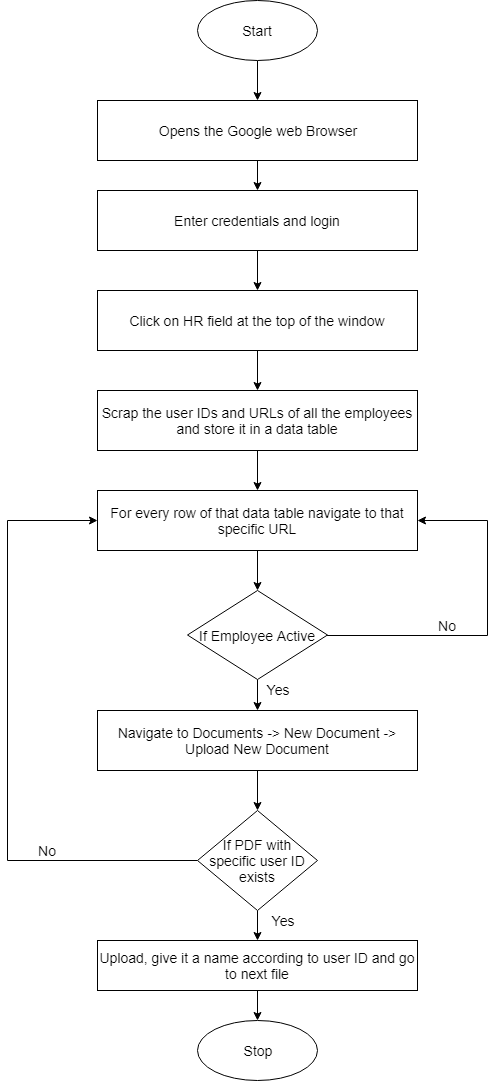 Start
Opens the Google web Browser
Enter credentials and login
Click on HR field at the top of the window
Scrap the user IDs and URLs of all the employees
and store it in a data table
For every row of that data table navigate to that
specific URL
If Employee Active
No
Yes
Navigate to Documents -> New Document ->
Upload New Document
If PDF with
specific user ID
exists
No
Yes
Upload, give it a name according to user ID and go
to next file
Stop